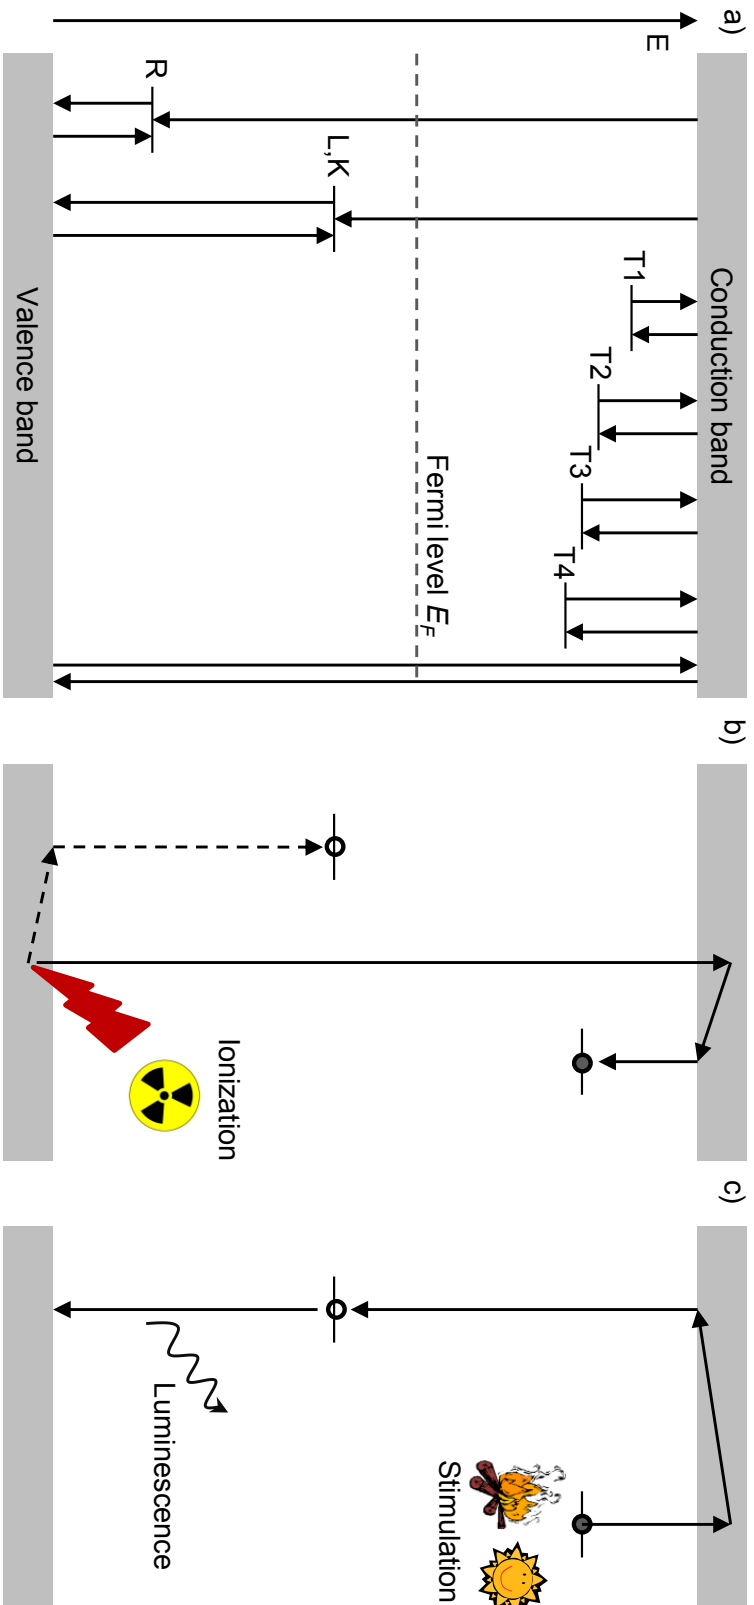 a)
E
Conduction band
T1
T2
T3
T4
R
L,K
Fermi level E_F
Valence band
b)
Ionization
c)
Stimulation
Luminescence